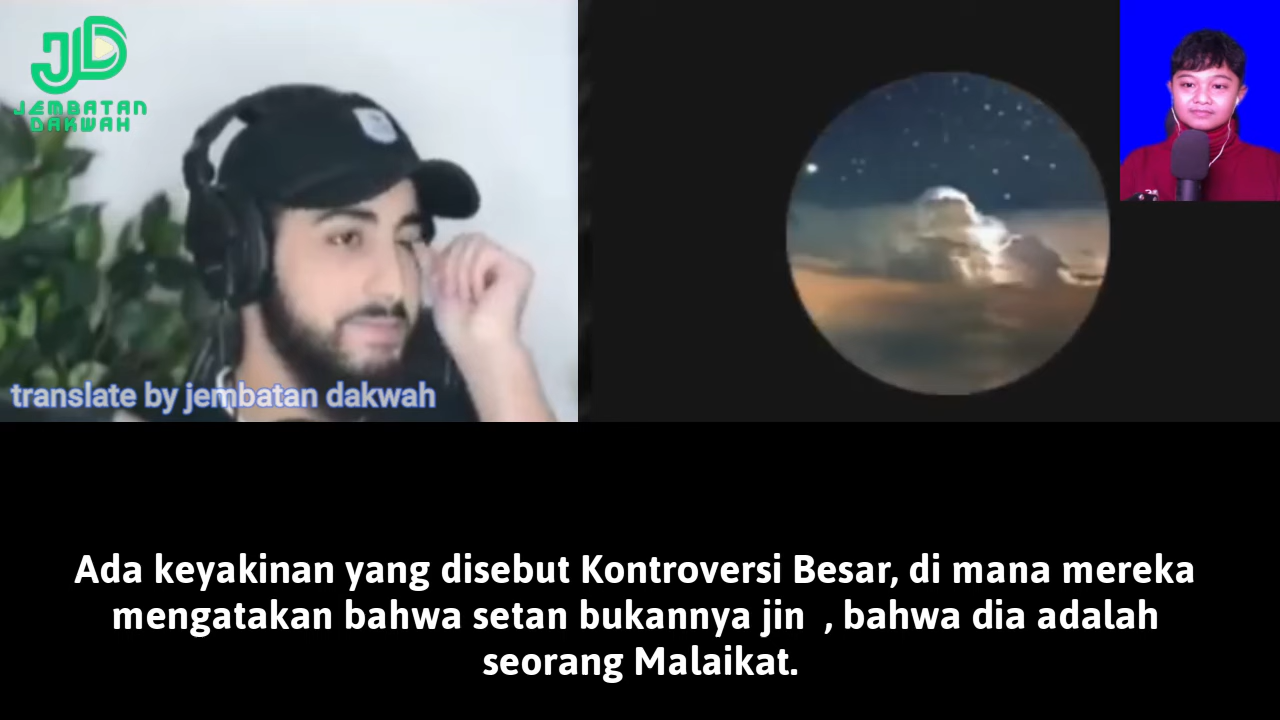 JD
JEMBATAN
DAKWAH
translate by jembatan dakwah
Ada keyakinan yang disebut Kontroversi Besar, di mana mereka
mengatakan bahwa setan bukannya jin , bahwa dia adalah
seorang Malaikat.